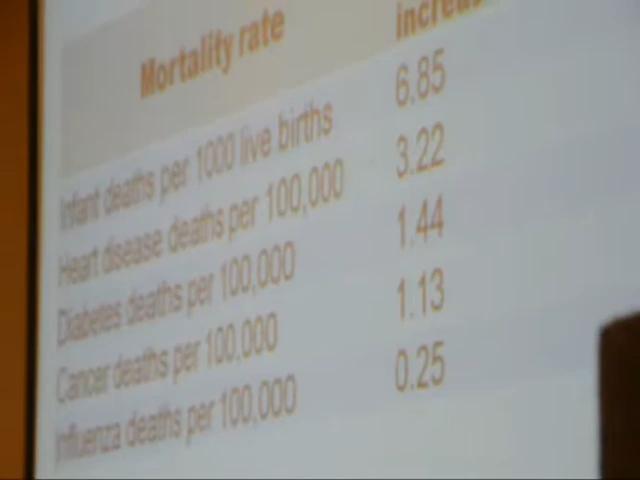 Mortality rate
Infant deaths per 1000 live births 6.85
Heart disease deaths per 100,000 3.22
Diabetes deaths per 100,000 1.44
Cancer deaths per 100,000 1.13
Influenza deaths per 100,000 0.25